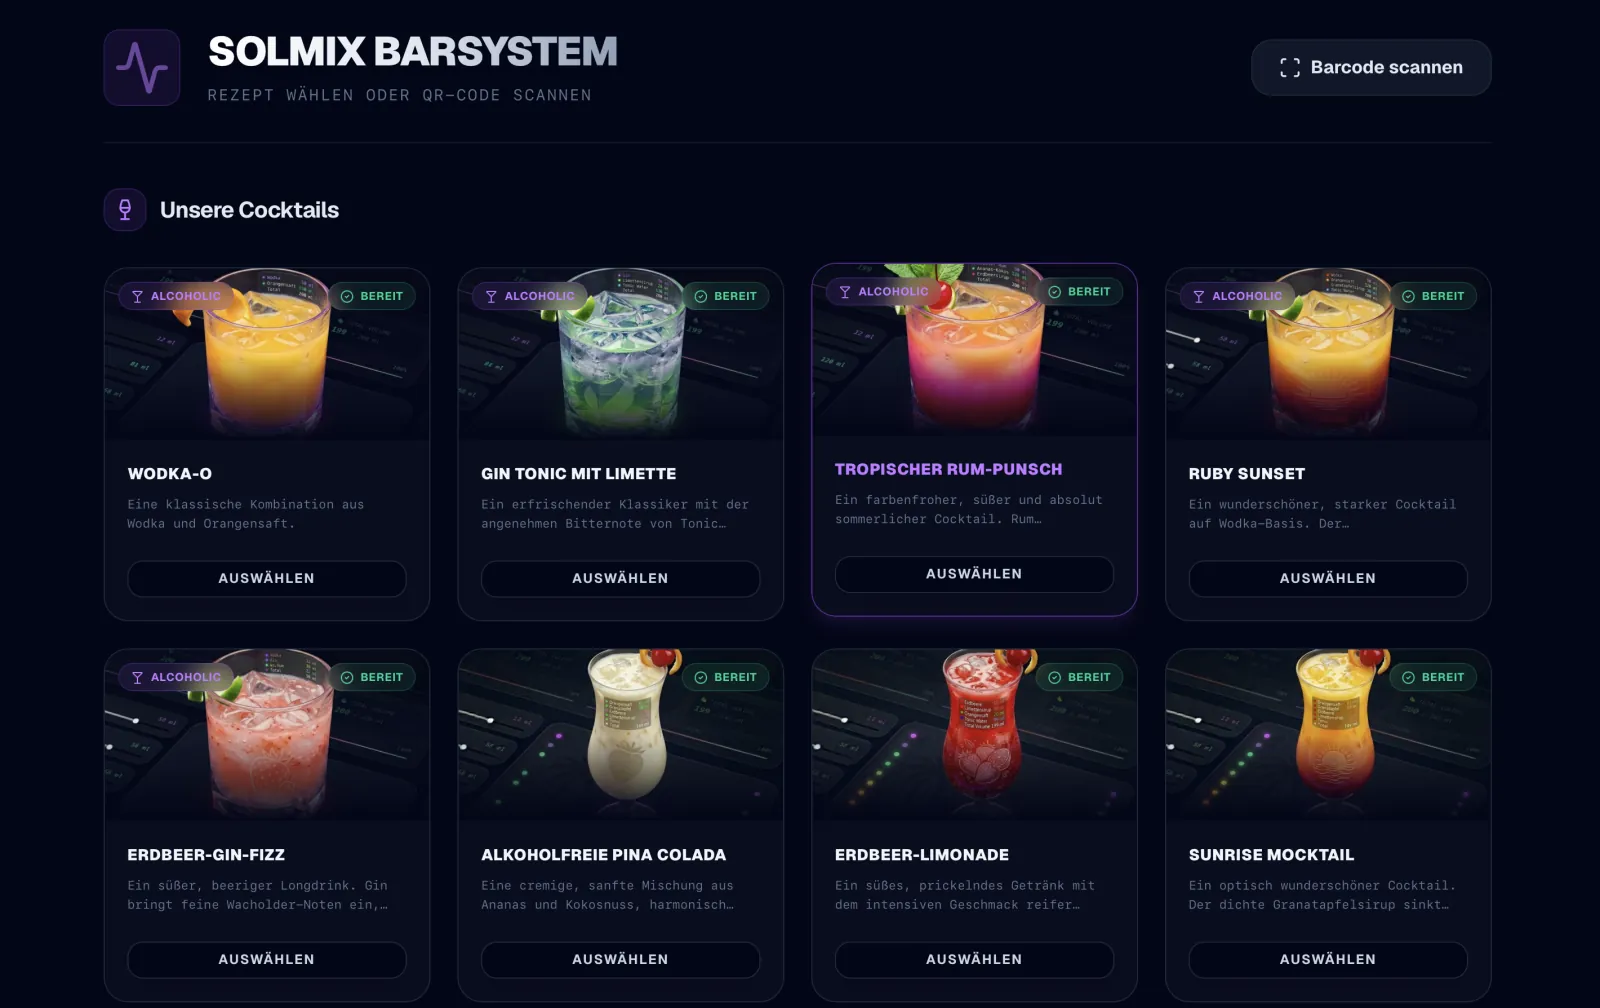 SOLMIX BARSYSTEM
REZEPT WÄHLEN ODER QR-CODE SCANNEN
Barcode scannen
Unsere Cocktails
ALCOHOLIC
BEREIT
WODKA-O
Eine klassische Kombination aus
Wodka und Orangensaft.
AUSWÄHLEN
ALCOHOLIC
BEREIT
GIN TONIC MIT LIMETTE
Ein erfrischender Klassiker mit der
angenehmen Bitternote von Tonic…
AUSWÄHLEN
ALCOHOLIC
BEREIT
TROPISCHER RUM-PUNSCH
Ein farbenfroher, süßer und absolut
sommerlicher Cocktail. Rum…
AUSWÄHLEN
ALCOHOLIC
BEREIT
RUBY SUNSET
Ein wunderschöner, starker Cocktail
auf Wodka-Basis. Der…
AUSWÄHLEN
ALCOHOLIC
BEREIT
ERDBEER-GIN-FIZZ
Ein süßer, beeriger Longdrink. Gin
bringt feine Wacholder-Noten ein,…
AUSWÄHLEN
BEREIT
ALKOHOLFREIE PINA COLADA
Eine cremige, sanfte Mischung aus
Ananas und Kokosnuss, harmonisch…
AUSWÄHLEN
BEREIT
ERDBEER-LIMONADE
Ein süßes, prickelndes Getränk mit
dem intensiven Geschmack reifer…
AUSWÄHLEN
BEREIT
SUNRISE MOCKTAIL
Ein optisch wunderschöner Cocktail.
Der dichte Granatapfelsirup sinkt…
AUSWÄHLEN